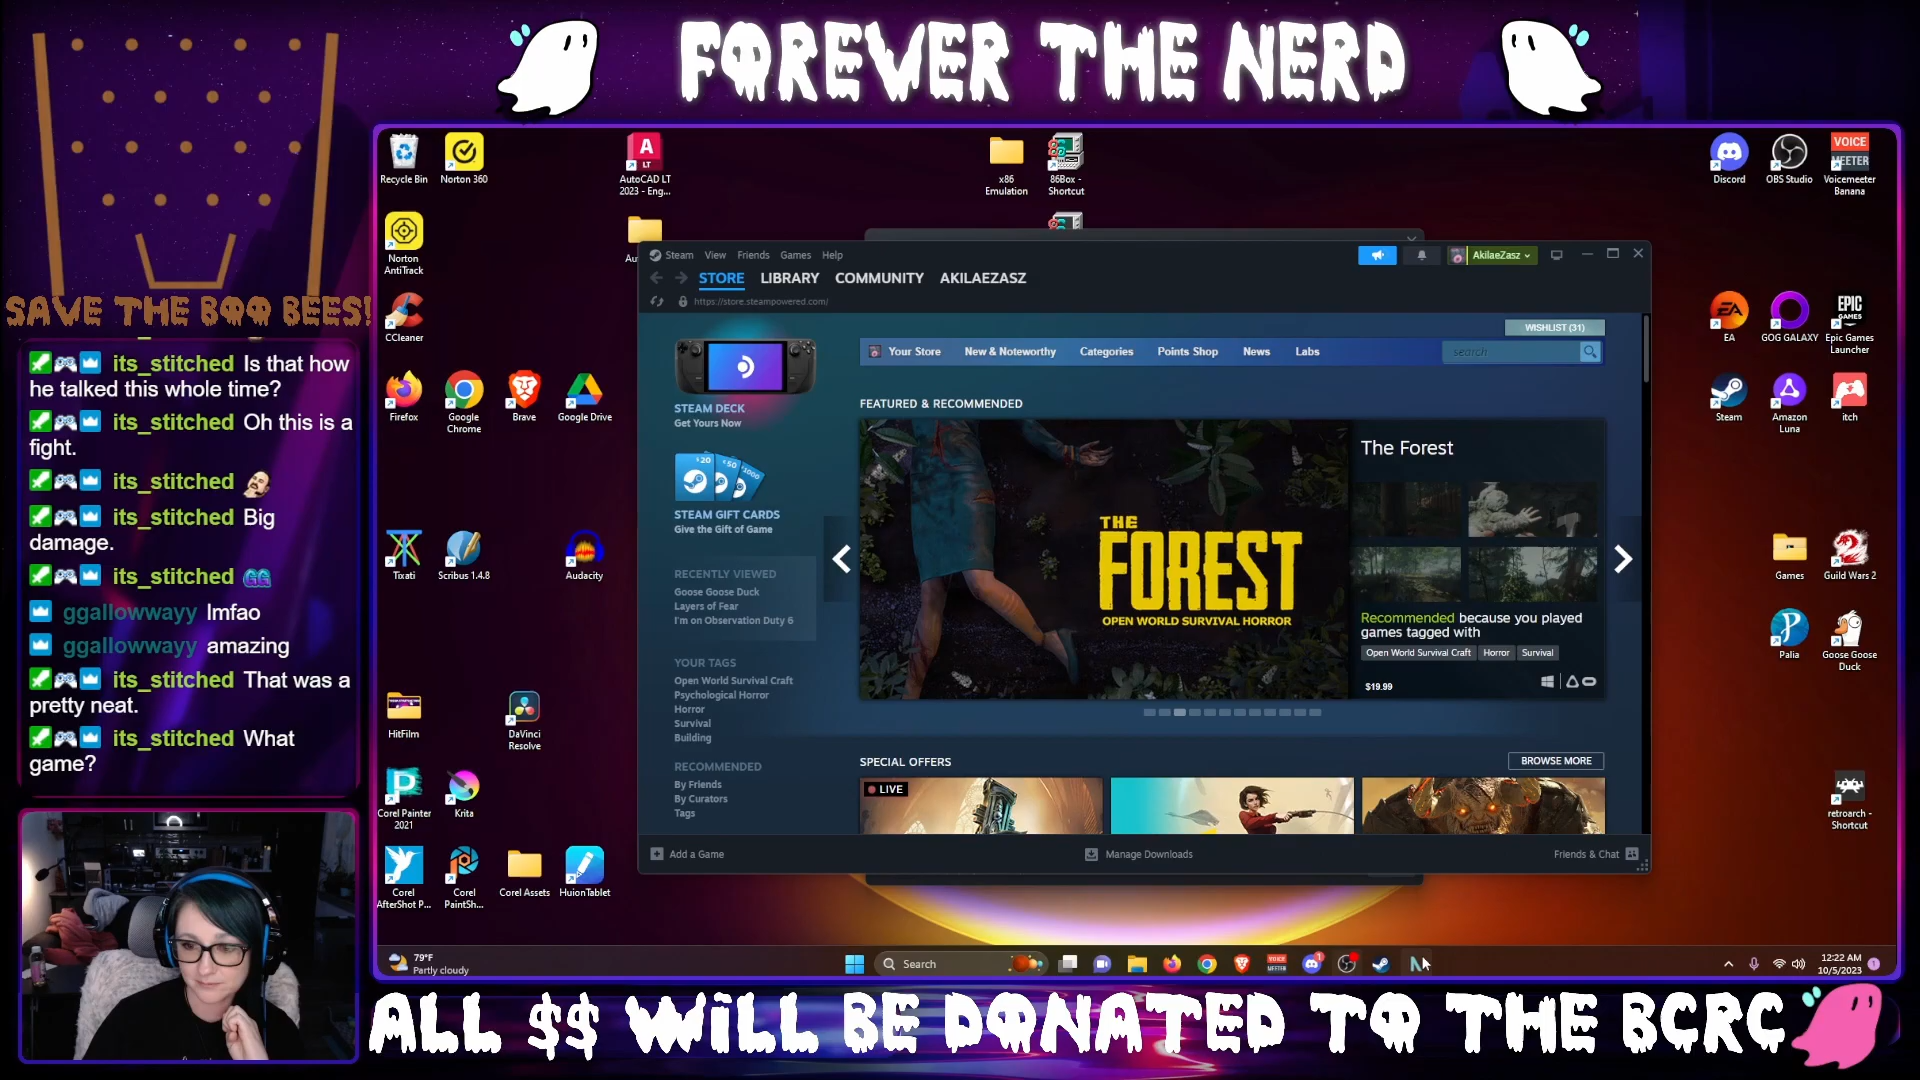 FOREVER THE NERD
SAVE THE BOO BEES!
its_stitched Is that how
he talked this whole time?
its_stitched Oh this is a
fight.
its_stitched
its_stitched Big
damage.
its_stitched GG
ggallowwayy lmfao
ggallowwayy amazing
its_stitched That was a
pretty neat.
its_stitched What
game?
Recycle Bin
Norton 360
AutoCAD LT
2023 - Eng...
x86
Emulation
86Box -
Shortcut
Discord
OBS Studio
VOICE
MEETER
Voicemeeter
Banana
Norton
AntiTrack
CCleaner
Firefox
Google
Chrome
Brave
Google Drive
Tixati
Scribus 1.4.8
Audacity
HitFilm
DaVinci
Resolve
Corel Painter
2021
Krita
Corel
AfterShot P...
Corel
PaintSh...
Corel Assets
HuionTablet
EA
GOG GALAXY
EPIC
GAMES
Epic Games
Launcher
Steam
Amazon
Luna
itch
Games
Guild Wars 2
Palia
Goose Goose
Duck
retroarch -
Shortcut
Steam View Friends Games Help
AkilaeZasz
STORE LIBRARY COMMUNITY AKILAEZASZ
https://store.steampowered.com/
WISHLIST (31)
Your Store New & Noteworthy Categories Points Shop News Labs
search
STEAM DECK
Get Yours Now
$20 $50 $100
STEAM GIFT CARDS
Give the Gift of Game
RECENTLY VIEWED
Goose Goose Duck
Layers of Fear
I'm on Observation Duty 6
YOUR TAGS
Open World Survival Craft
Psychological Horror
Horror
Survival
Building
RECOMMENDED
By Friends
By Curators
Tags
FEATURED & RECOMMENDED
THE
FOREST
OPEN WORLD SURVIVAL HORROR
The Forest
Recommended because you played
games tagged with
Open World Survival Craft Horror Survival
$19.99
SPECIAL OFFERS
BROWSE MORE
LIVE
Add a Game
Manage Downloads
Friends & Chat
79°F
Partly cloudy
Search
12:22 AM
10/5/2023
ALL $$ WILL BE DONATED TO THE BCRC